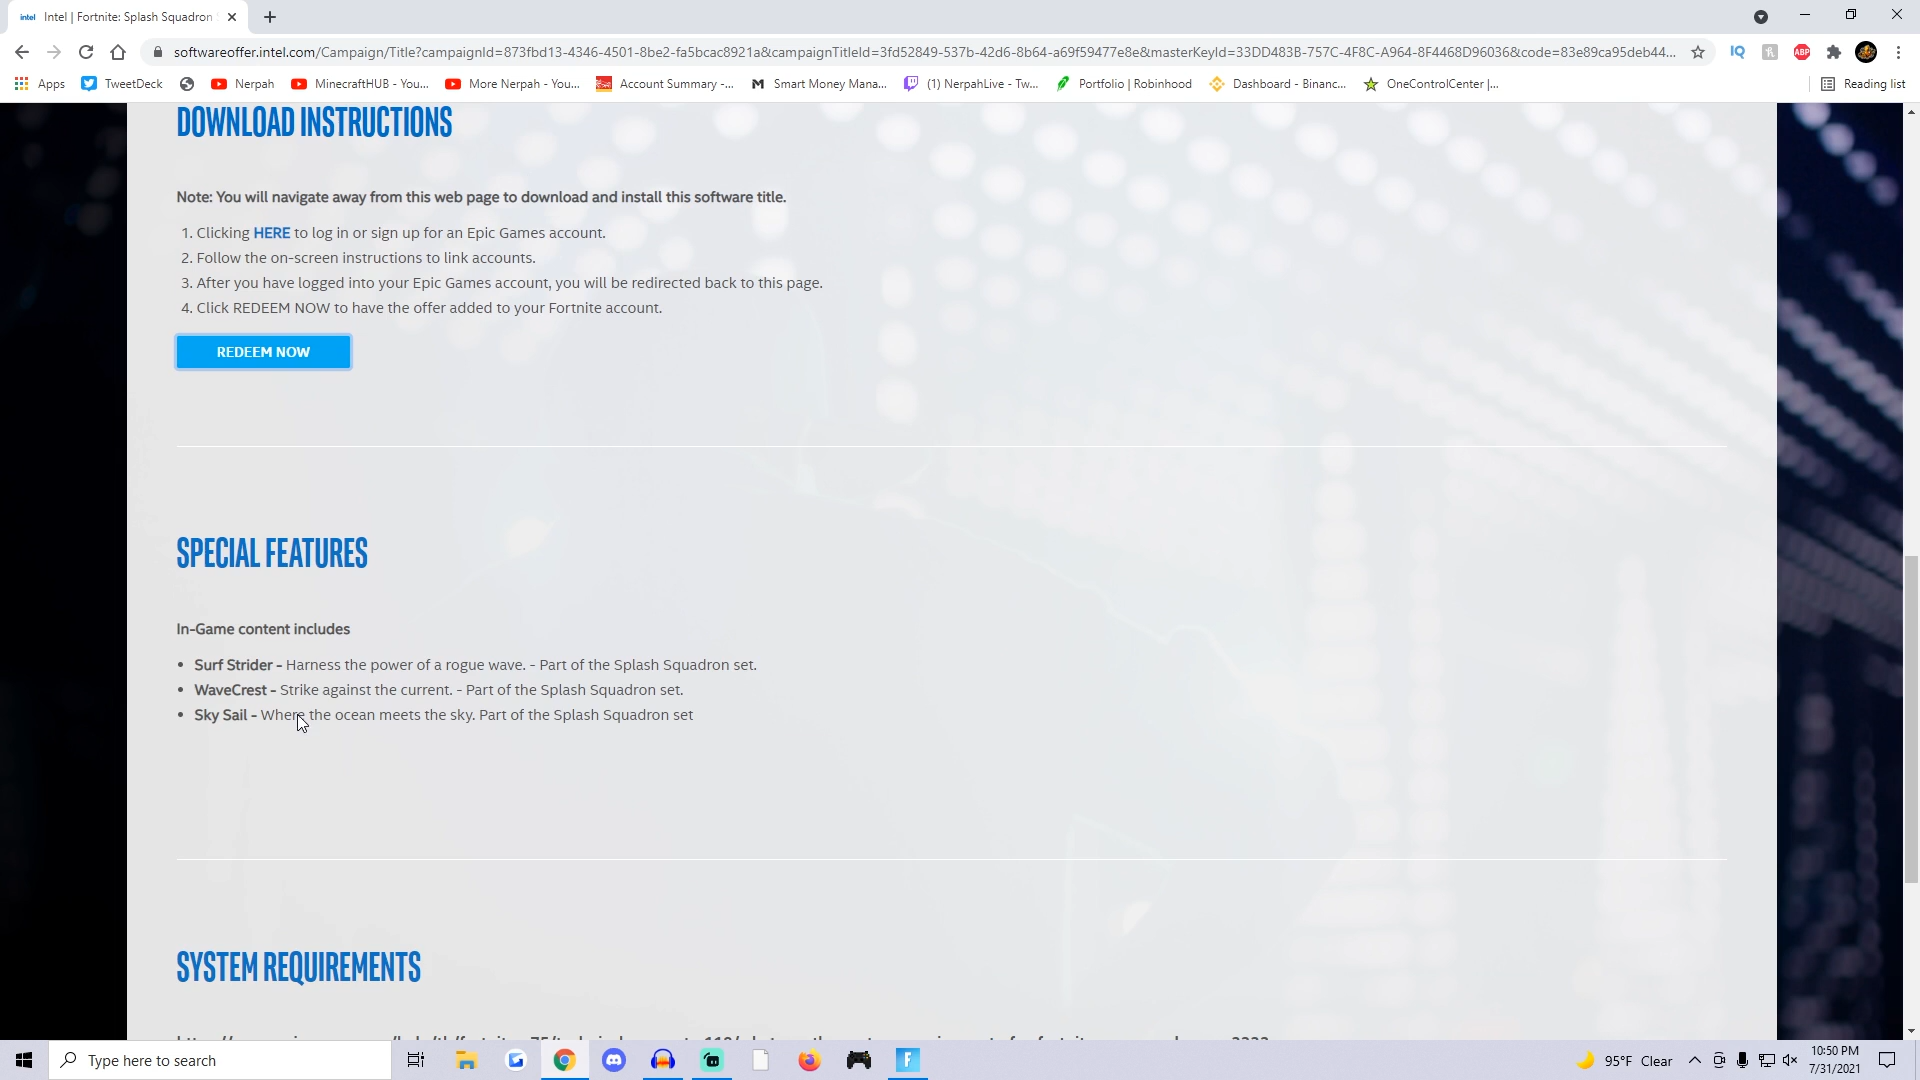 intel Intel | Fortnite: Splash Squadron
softwareoffer.intel.com/Campaign/Title?campaignId=873fbd13-4346-4501-8be2-fa5bcac8921a&campaignTitleId=3fd52849-537b-42d6-8b64-a69f59477e8e&masterKeyId=33DD483B-757C-4F8C-A964-8F4468D96036&code=83e89ca95deb44...
IQ ABP
Apps TweetDeck Nerpah MinecraftHUB - You... More Nerpah - You... Account Summary -... Smart Money Mana... (1) NerpahLive - Tw... Portfolio | Robinhood Dashboard - Binanc... OneControlCenter |... Reading list
DOWNLOAD INSTRUCTIONS
Note: You will navigate away from this web page to download and install this software title.
1. Clicking HERE to log in or sign up for an Epic Games account.
2. Follow the on-screen instructions to link accounts.
3. After you have logged into your Epic Games account, you will be redirected back to this page.
4. Click REDEEM NOW to have the offer added to your Fortnite account.
REDEEM NOW
SPECIAL FEATURES
In-Game content includes
• Surf Strider - Harness the power of a rogue wave. - Part of the Splash Squadron set.
• WaveCrest - Strike against the current. - Part of the Splash Squadron set.
• Sky Sail - Where the ocean meets the sky. Part of the Splash Squadron set
SYSTEM REQUIREMENTS
Type here to search
95°F Clear
10:50 PM
7/31/2021